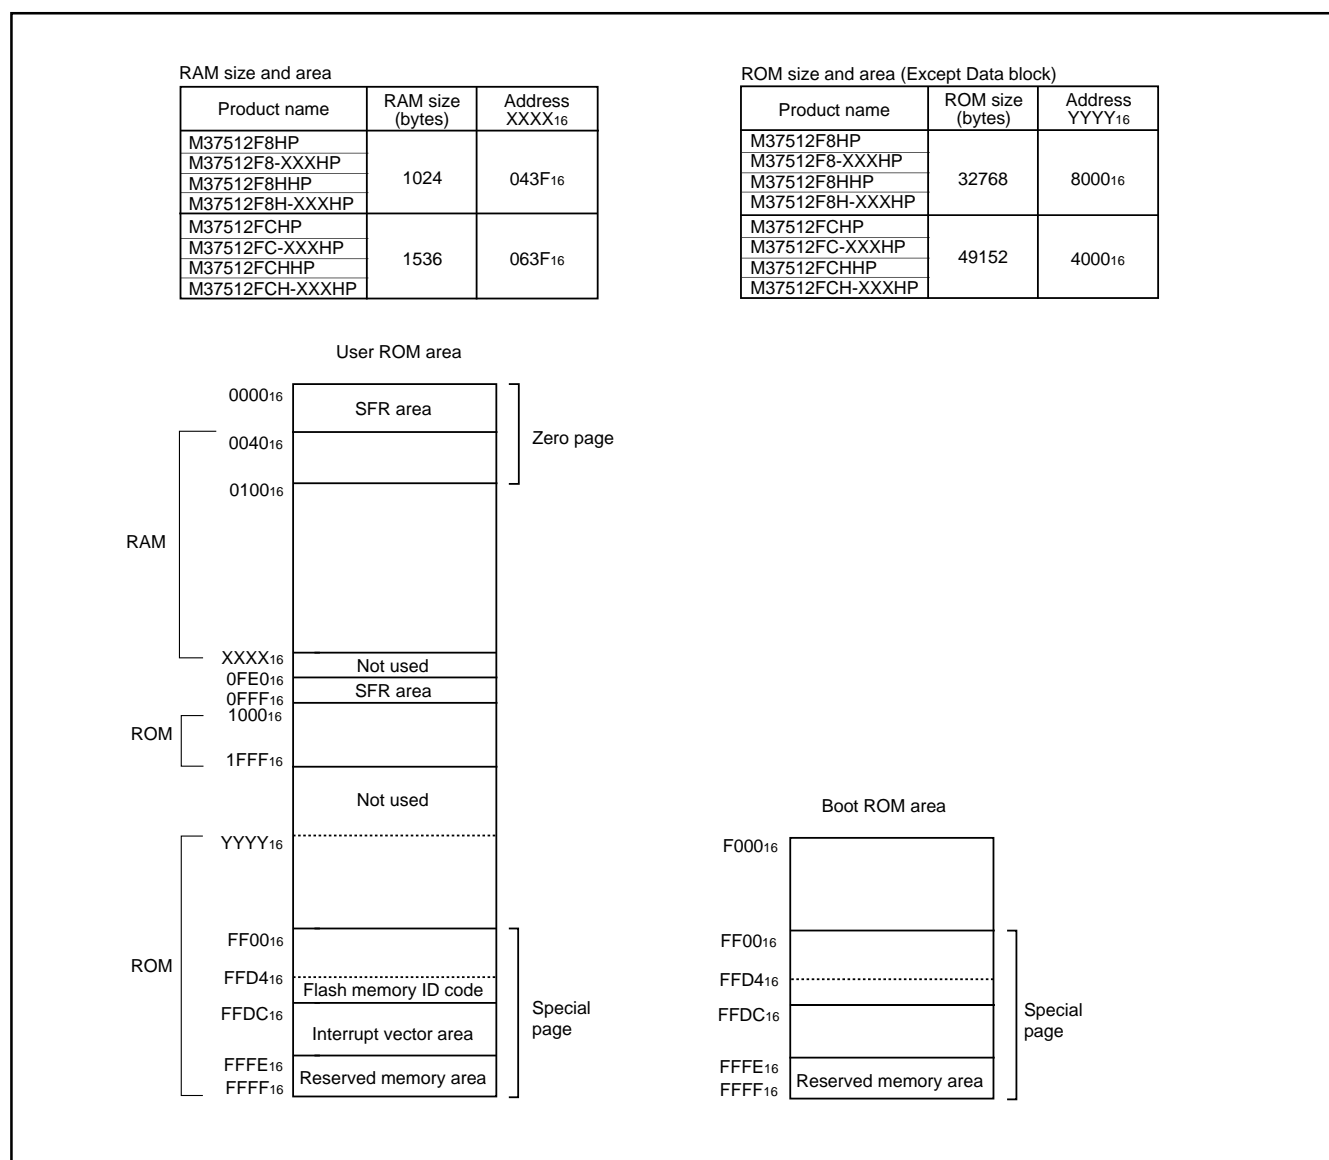 RAM size and area
Product name
RAM size
(bytes)
Address
XXXX16
M37512F8HP
M37512F8-XXXHP
M37512F8HHP
M37512F8H-XXXHP
1024
043F16
M37512FCHP
M37512FC-XXXHP
M37512FCHHP
M37512FCH-XXXHP
1536
063F16
ROM size and area (Except Data block)
Product name
ROM size
(bytes)
Address
YYYY16
M37512F8HP
M37512F8-XXXHP
M37512F8HHP
M37512F8H-XXXHP
32768
800016
M37512FCHP
M37512FC-XXXHP
M37512FCHHP
M37512FCH-XXXHP
49152
400016
User ROM area
000016
SFR area
Zero page
004016
010016
RAM
XXXX16
Not used
0FE016
SFR area
0FFF16
100016
ROM
1FFF16
Not used
YYYY16
FF0016
ROM
FFD416
Flash memory ID code
FFDC16
Special
page
Interrupt vector area
FFFE16
Reserved memory area
FFFF16
Boot ROM area
F00016
FF0016
FFD416
FFDC16
Special
page
FFFE16
Reserved memory area
FFFF16